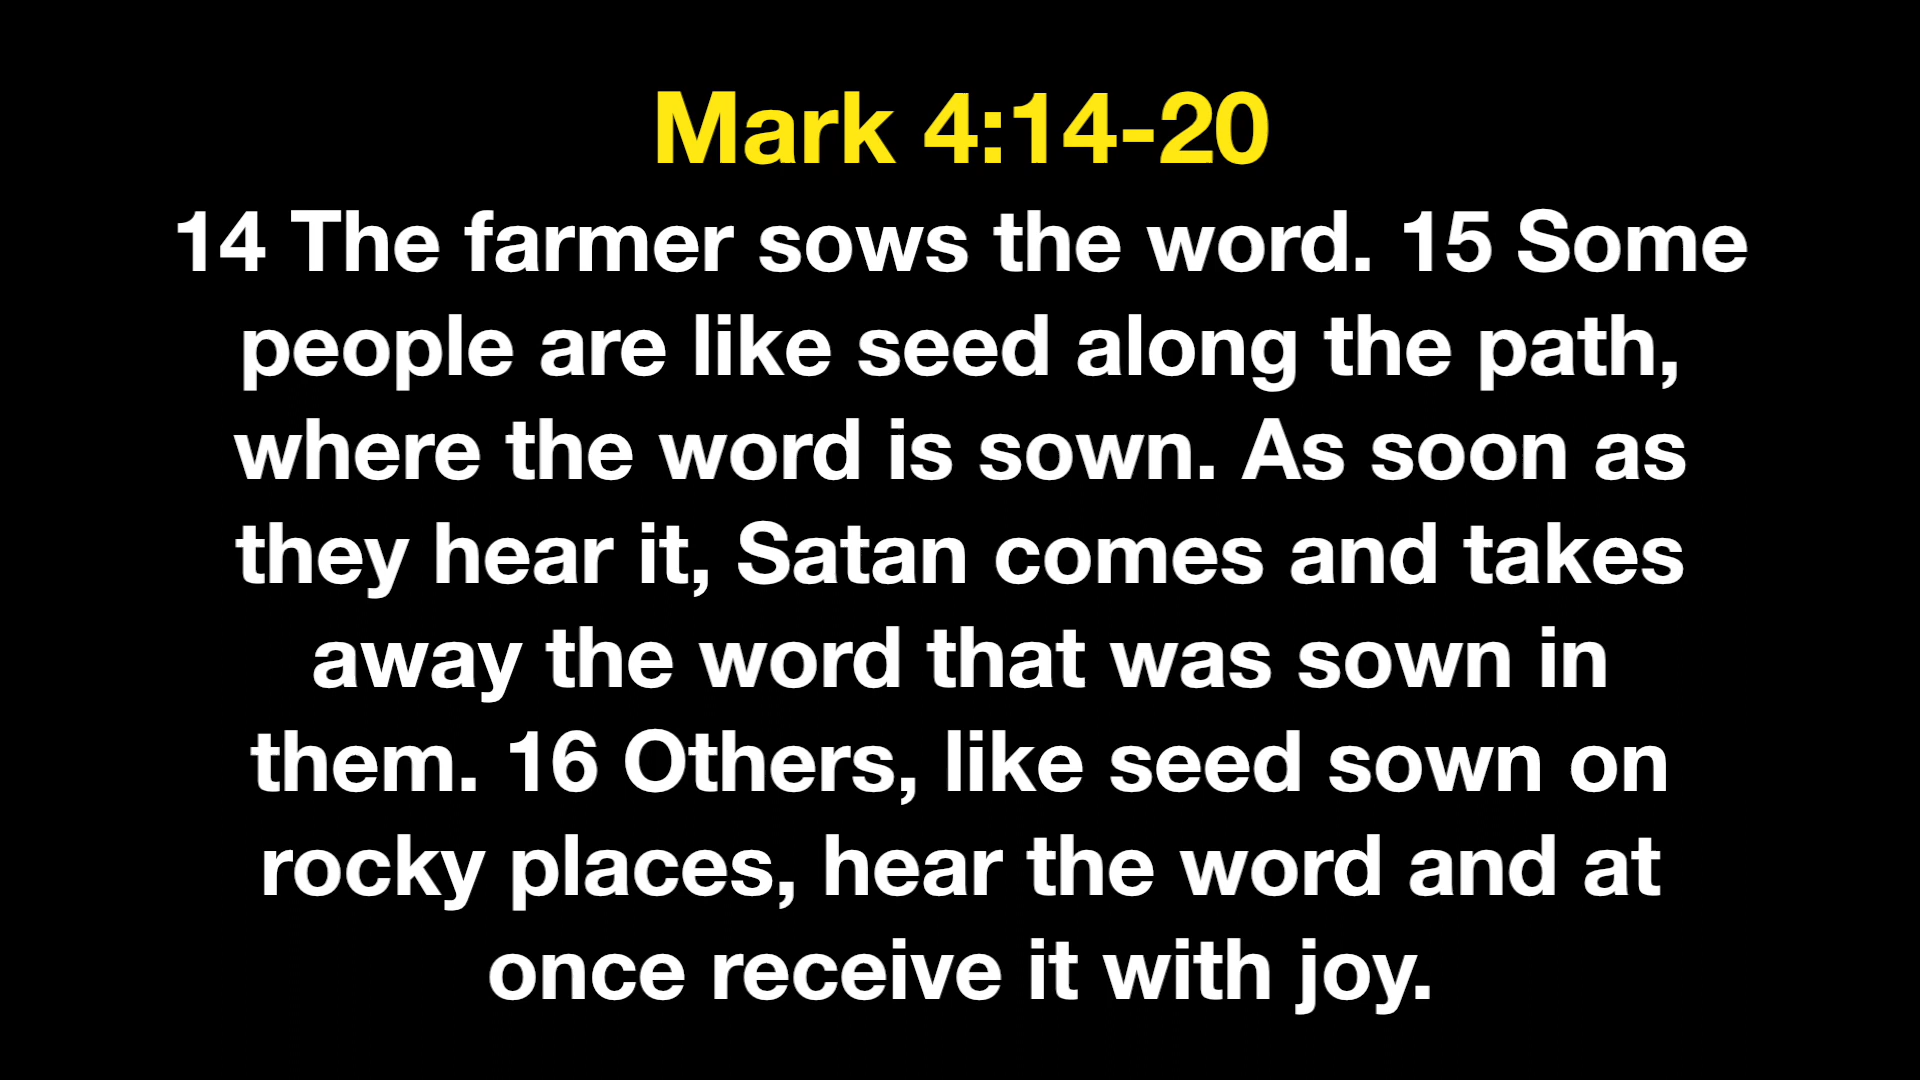 Mark 4:14-20
14 The farmer sows the word. 15 Some
people are like seed along the path,
where the word is sown. As soon as
they hear it, Satan comes and takes
away the word that was sown in
them. 16 Others, like seed sown on
rocky places, hear the word and at
once receive it with joy.